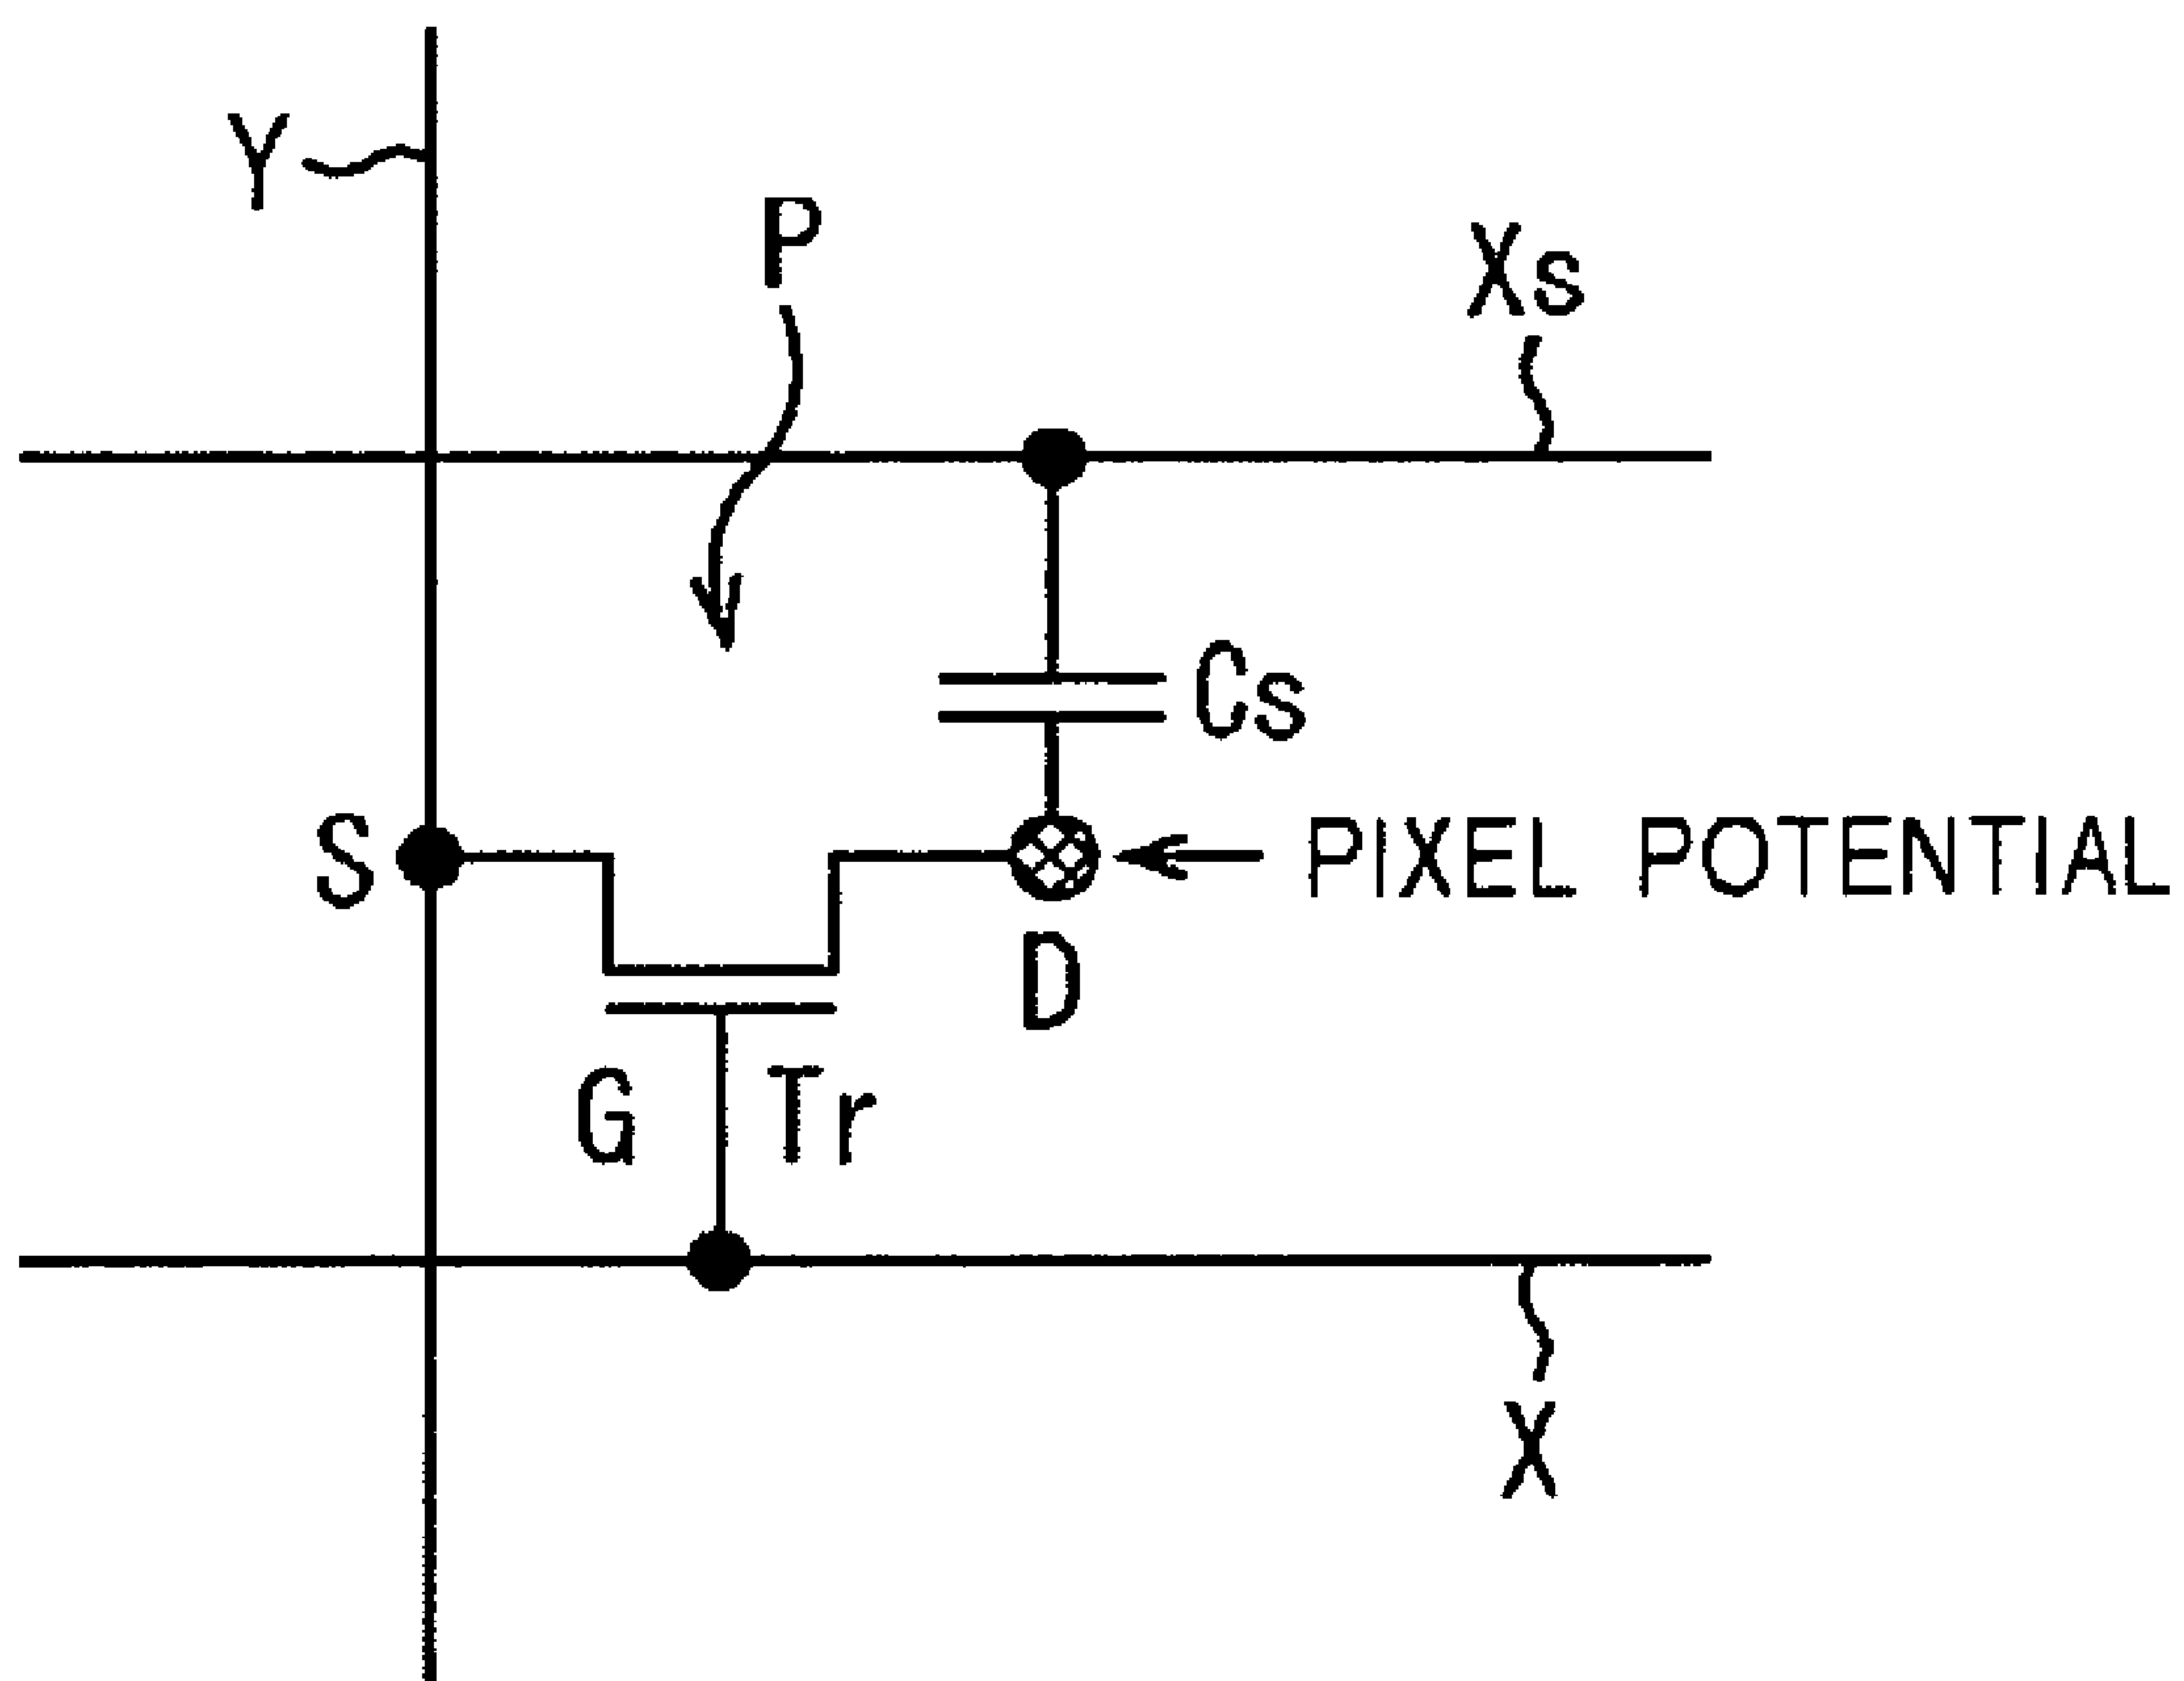 Y
P
Xs
Cs
S
PIXEL POTENTIAL
D
G
Tr
X